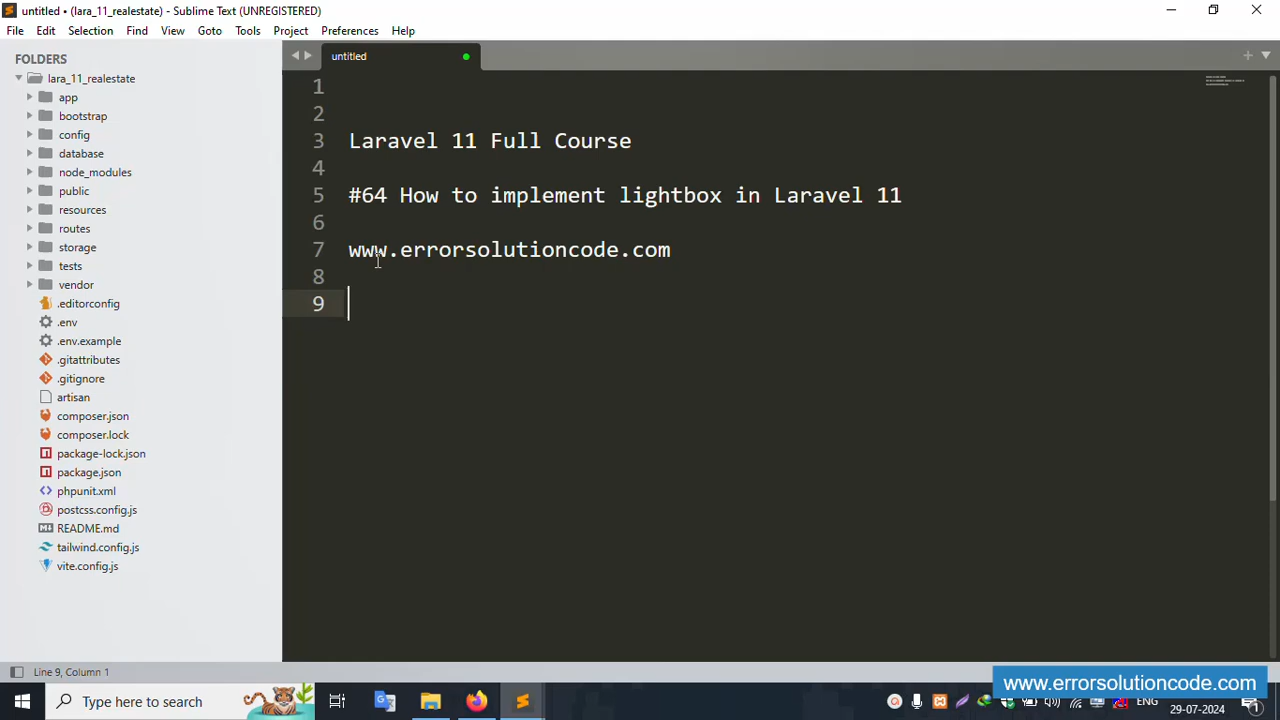 untitled • (lara_11_realestate) - Sublime Text (UNREGISTERED)
File Edit Selection Find View Goto Tools Project Preferences Help
FOLDERS
lara_11_realestate
app
bootstrap
config
database
node_modules
public
resources
routes
storage
tests
vendor
.editorconfig
.env
.env.example
.gitattributes
.gitignore
artisan
composer.json
composer.lock
package-lock.json
package.json
phpunit.xml
postcss.config.js
README.md
tailwind.config.js
vite.config.js
untitled
1
2
3 Laravel 11 Full Course
4
5 #64 How to implement lightbox in Laravel 11
6
7 www.errorsolutioncode.com
8
9
Line 9, Column 1
www.errorsolutioncode.com
Type here to search
ENG
29-07-2024
1